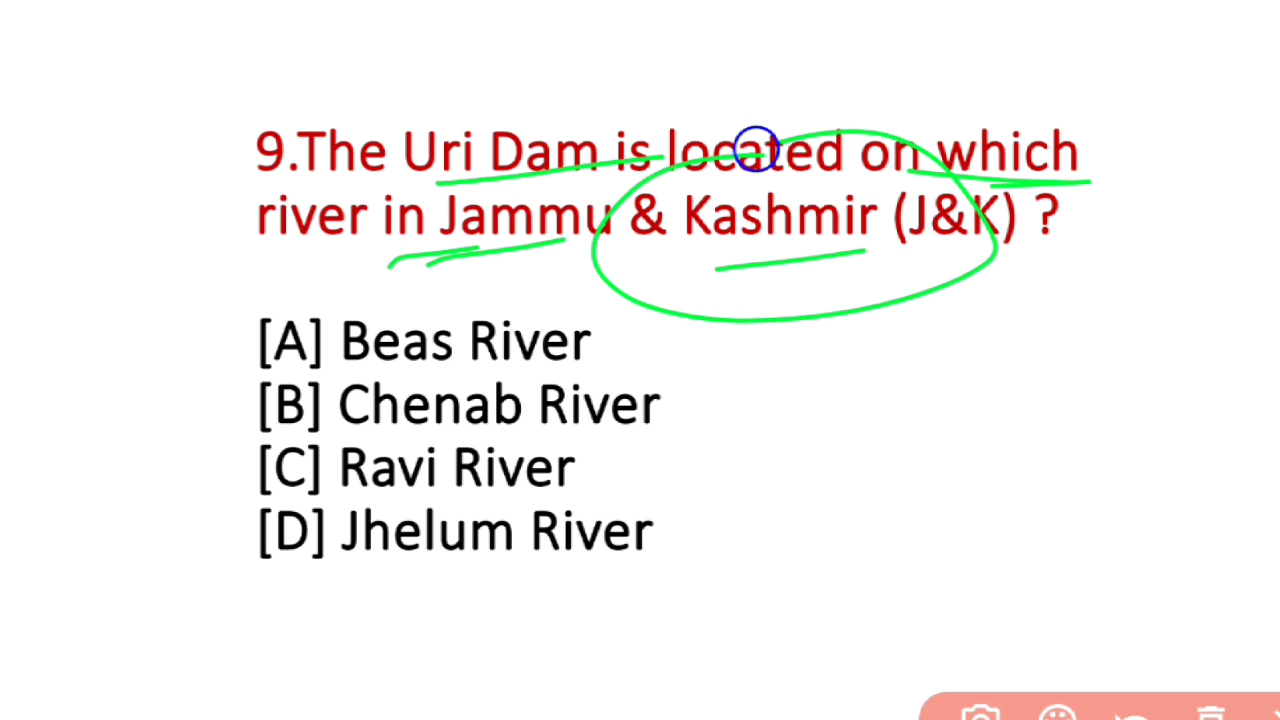 9.The Uri Dam is located on which
river in Jammu & Kashmir (J&K) ?
[A] Beas River
[B] Chenab River
[C] Ravi River
[D] Jhelum River